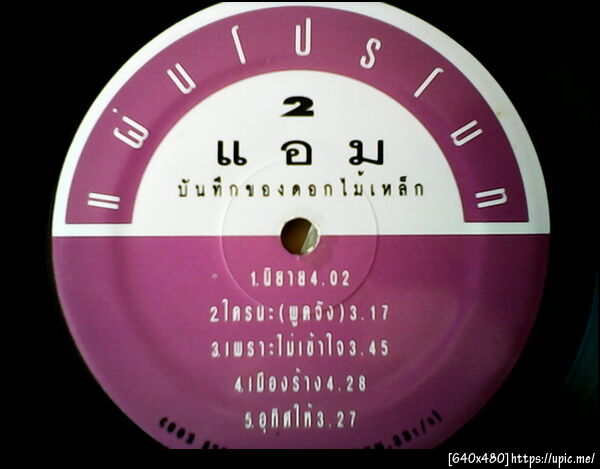 แผ่นโปรโมท
2
แอม
บันทึกของดอกไม้เหล็ก
1.นิยาย4.02
2.ใครนะ(พูดจัง)3.17
3.เพราะไม่เข้าใจ3.45
4.เมืองร้าง4.28
5.อุทิศให้3.27
[640x480]https://upic.me/